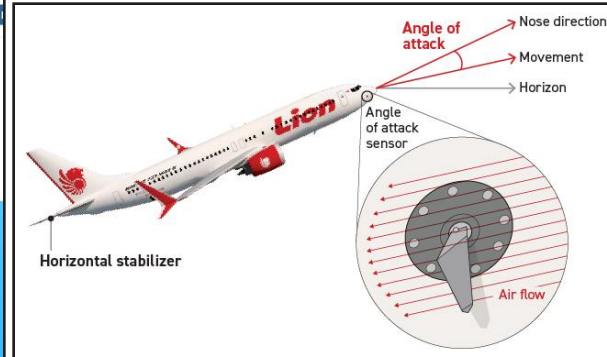 Angle of
attack
Nose direction
Movement
Horizon
Lion
Angle
of attack
sensor
Horizontal stabilizer
Air flow